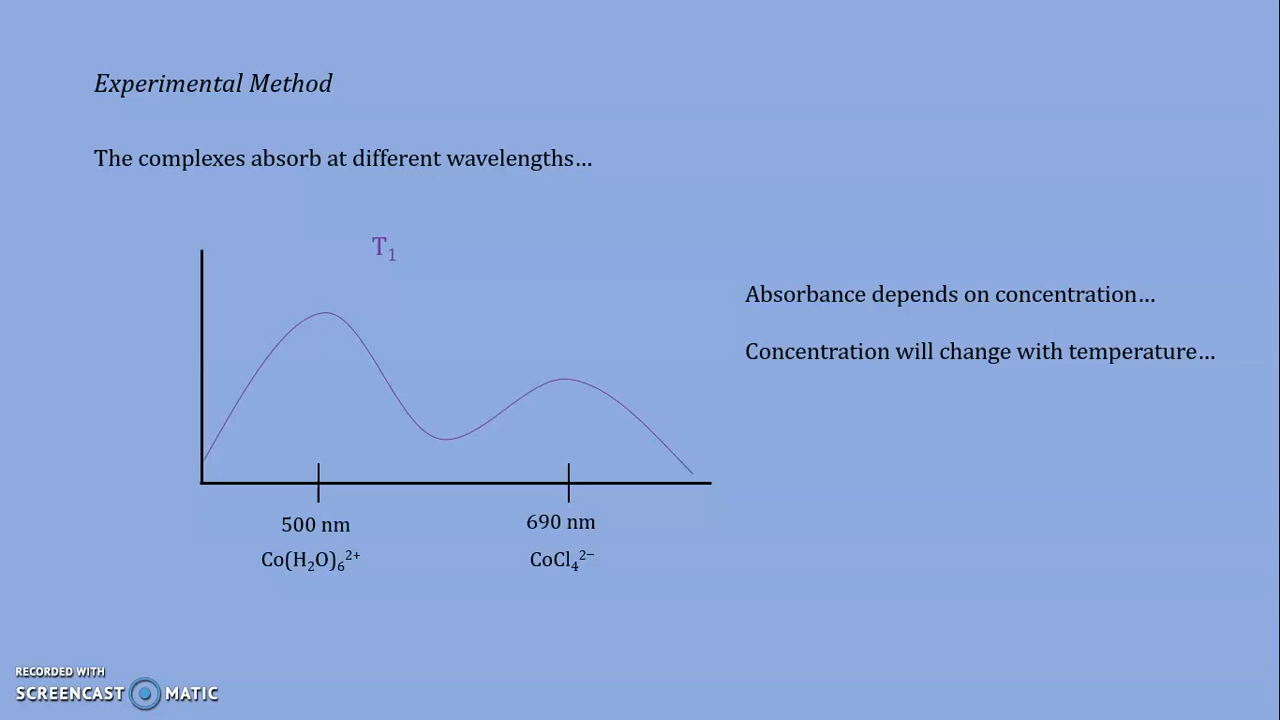 Experimental Method
The complexes absorb at different wavelengths…
T₁
Absorbance depends on concentration…
Concentration will change with temperature…
500 nm
690 nm
Co(H₂O)₆²⁺
CoCl₄²⁻
RECORDED WITH
SCREENCAST MATIC